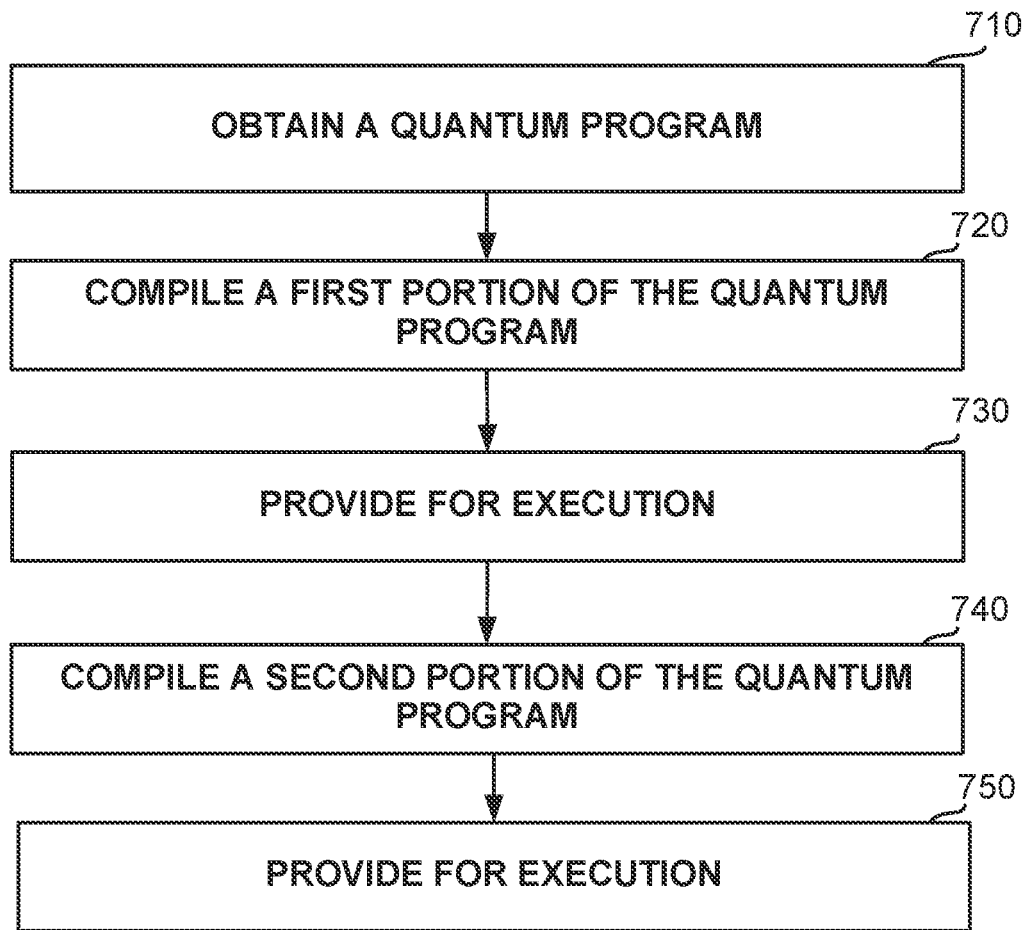 710
OBTAIN A QUANTUM PROGRAM
720
COMPILE A FIRST PORTION OF THE QUANTUM
PROGRAM
730
PROVIDE FOR EXECUTION
740
COMPILE A SECOND PORTION OF THE QUANTUM
PROGRAM
750
PROVIDE FOR EXECUTION